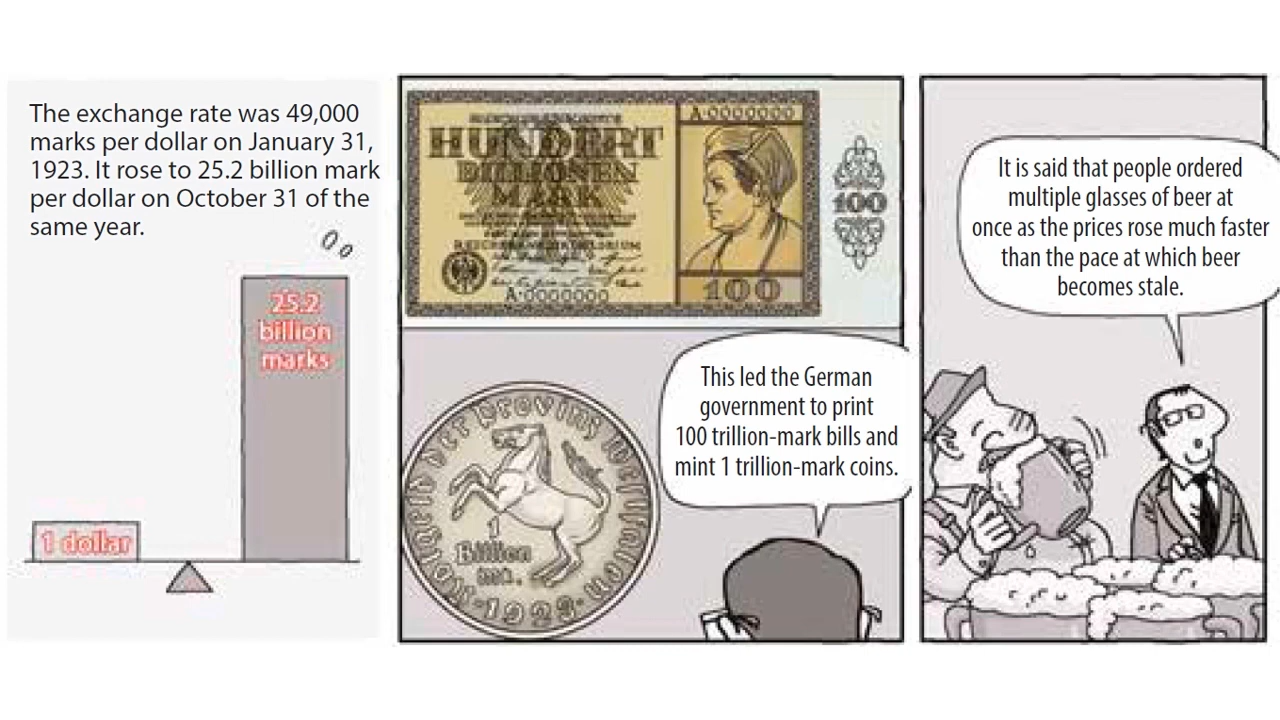 The exchange rate was 49,000
marks per dollar on January 31,
1923. It rose to 25.2 billion mark
per dollar on October 31 of the
same year.
25.2
billion
marks
1 dollar
HUNDERT
BILLIONEN
MARK
A·0000000
100
A·0000000
100
1
Billion
mk.
1923
This led the German
government to print
100 trillion-mark bills and
mint 1 trillion-mark coins.
It is said that people ordered
multiple glasses of beer at
once as the prices rose much faster
than the pace at which beer
becomes stale.